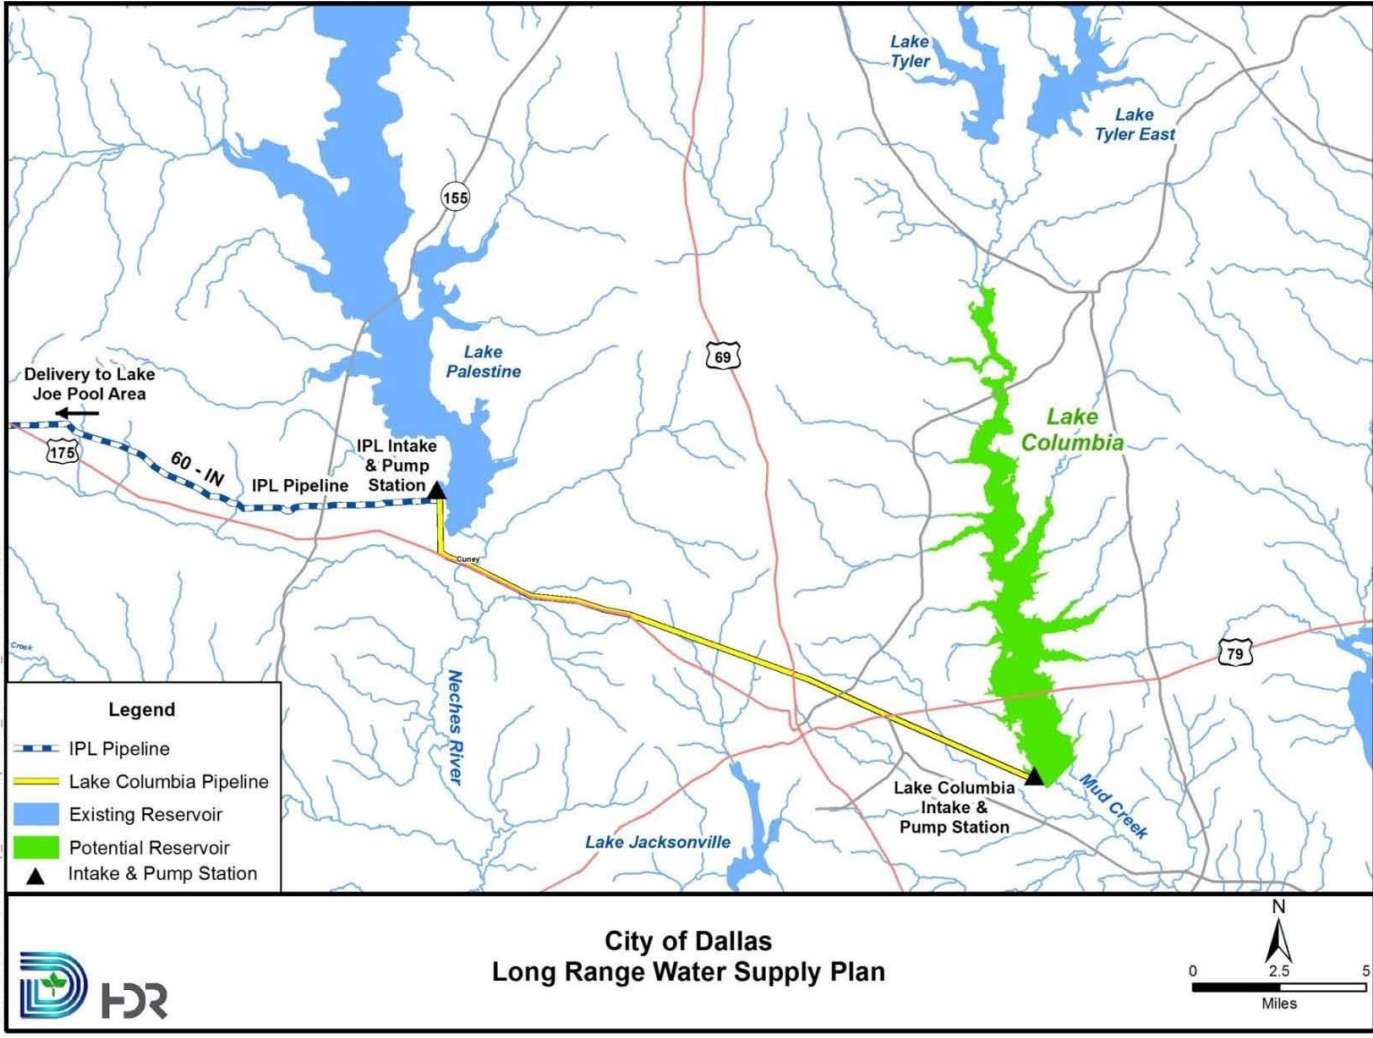 Lake
Tyler
Lake
Tyler East
155
69
Lake
Palestine
Delivery to Lake
Joe Pool Area
175
60 - IN
IPL Pipeline
IPL Intake
& Pump
Station
Lake
Columbia
Cuney
79
Creek
Neches River
Lake Columbia
Intake &
Pump Station
Mud Creek
Lake Jacksonville
Legend
IPL Pipeline
Lake Columbia Pipeline
Existing Reservoir
Potential Reservoir
Intake & Pump Station
City of Dallas
Long Range Water Supply Plan
HDR
N
0 2.5 5
Miles